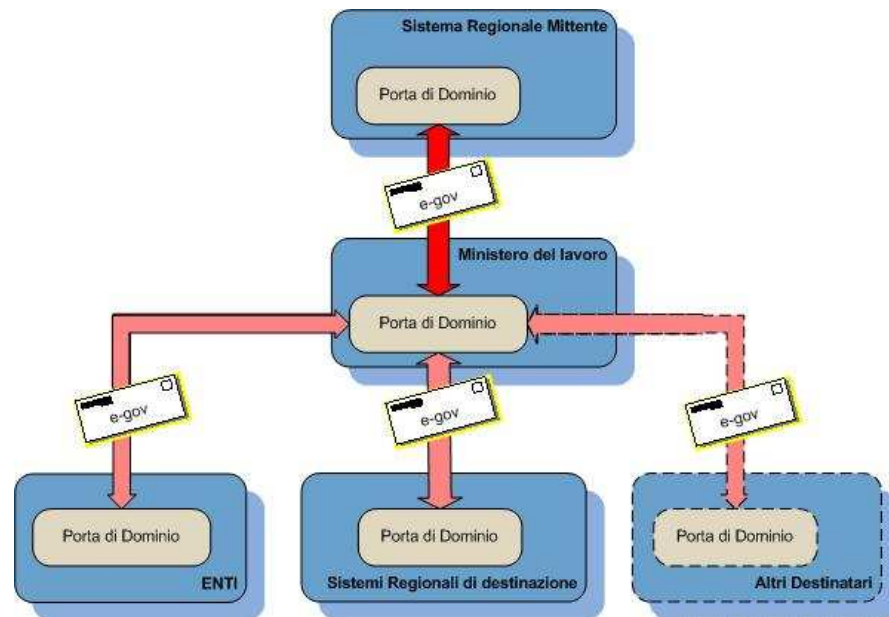 Sistema Regionale Mittente
Porta di Dominio
e-gov
Ministero del lavoro
Porta di Dominio
e-gov
e-gov
e-gov
Porta di Dominio
ENTI
Porta di Dominio
Sistemi Regionali di destinazione
Porta di Dominio
Altri Destinatari